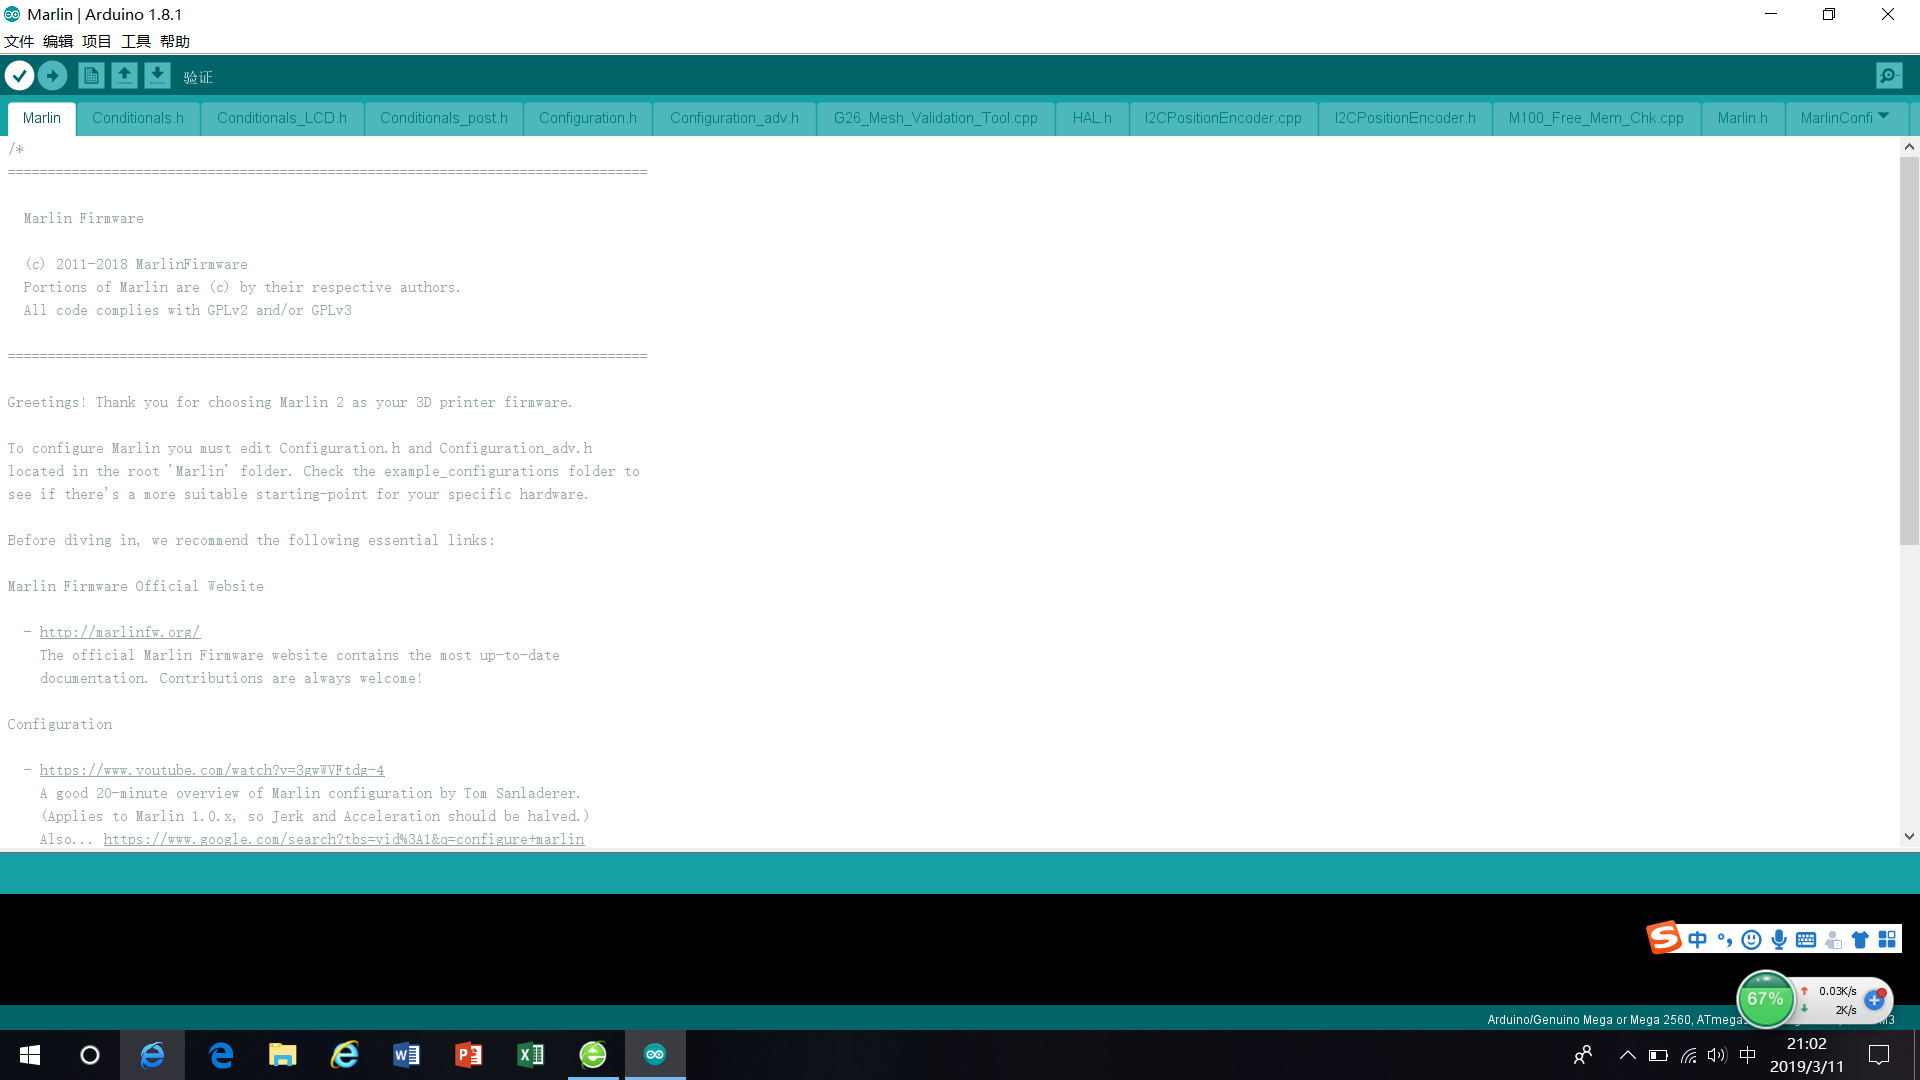 Marlin | Arduino 1.8.1
文件 编辑 项目 工具 帮助
验证
Marlin Conditionals.h Conditionals_LCD.h Conditionals_post.h Configuration.h Configuration_adv.h G26_Mesh_Validation_Tool.cpp HAL.h I2CPositionEncoder.cpp I2CPositionEncoder.h M100_Free_Mem_Chk.cpp Marlin.h MarlinConfi
/*
================================================================================
Marlin Firmware
(c) 2011-2018 MarlinFirmware
Portions of Marlin are (c) by their respective authors.
All code complies with GPLv2 and/or GPLv3
================================================================================
Greetings! Thank you for choosing Marlin 2 as your 3D printer firmware.
To configure Marlin you must edit Configuration.h and Configuration_adv.h
located in the root 'Marlin' folder. Check the example_configurations folder to
see if there's a more suitable starting-point for your specific hardware.
Before diving in, we recommend the following essential links:
Marlin Firmware Official Website
- http://marlinfw.org/
The official Marlin Firmware website contains the most up-to-date
documentation. Contributions are always welcome!
Configuration
- https://www.youtube.com/watch?v=3gwWVFtdg-4
A good 20-minute overview of Marlin configuration by Tom Sanladerer.
(Applies to Marlin 1.0.x, so Jerk and Acceleration should be halved.)
Also... https://www.google.com/search?tbs=vid%3A1&q=configure+marlin
中
67%
0.03K/s
2K/s
Arduino/Genuino Mega or Mega 2560, ATmega
中
21:02
2019/3/11